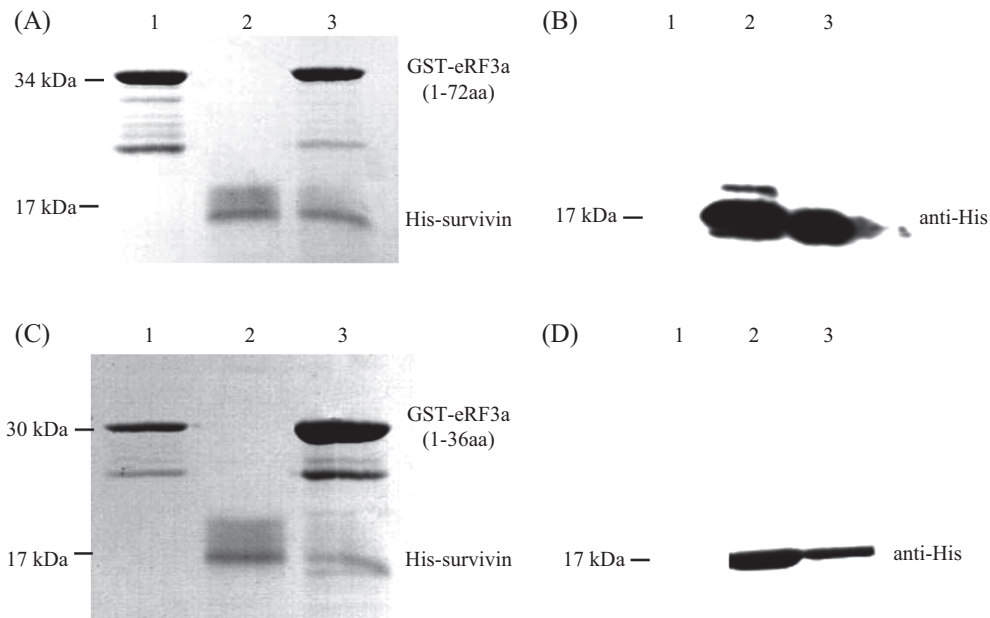 (A) 1 2 3
34 kDa
GST-eRF3a
(1-72aa)
17 kDa
His-survivin
(B) 1 2 3
17 kDa
anti-His
(C) 1 2 3
30 kDa
GST-eRF3a
(1-36aa)
17 kDa
His-survivin
(D) 1 2 3
17 kDa
anti-His